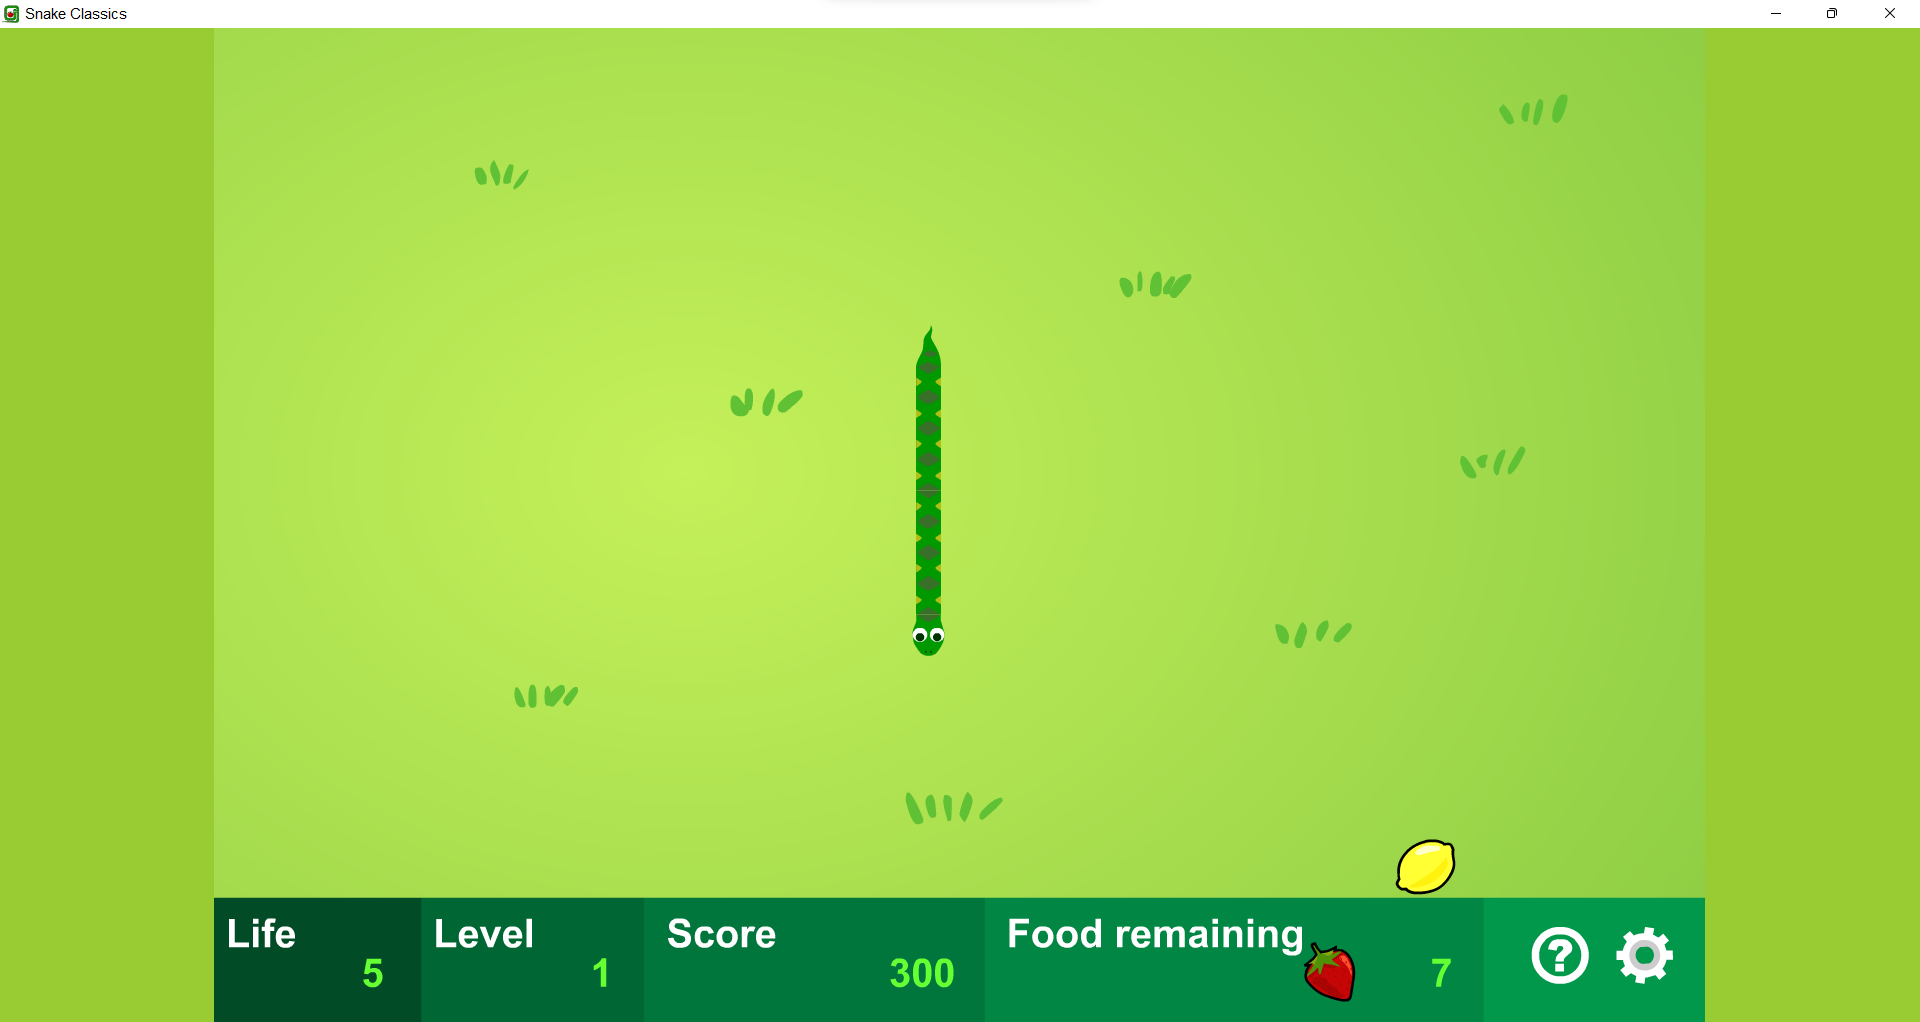 Snake Classics
Life
5
Level
1
Score
300
Food remaining
7
?